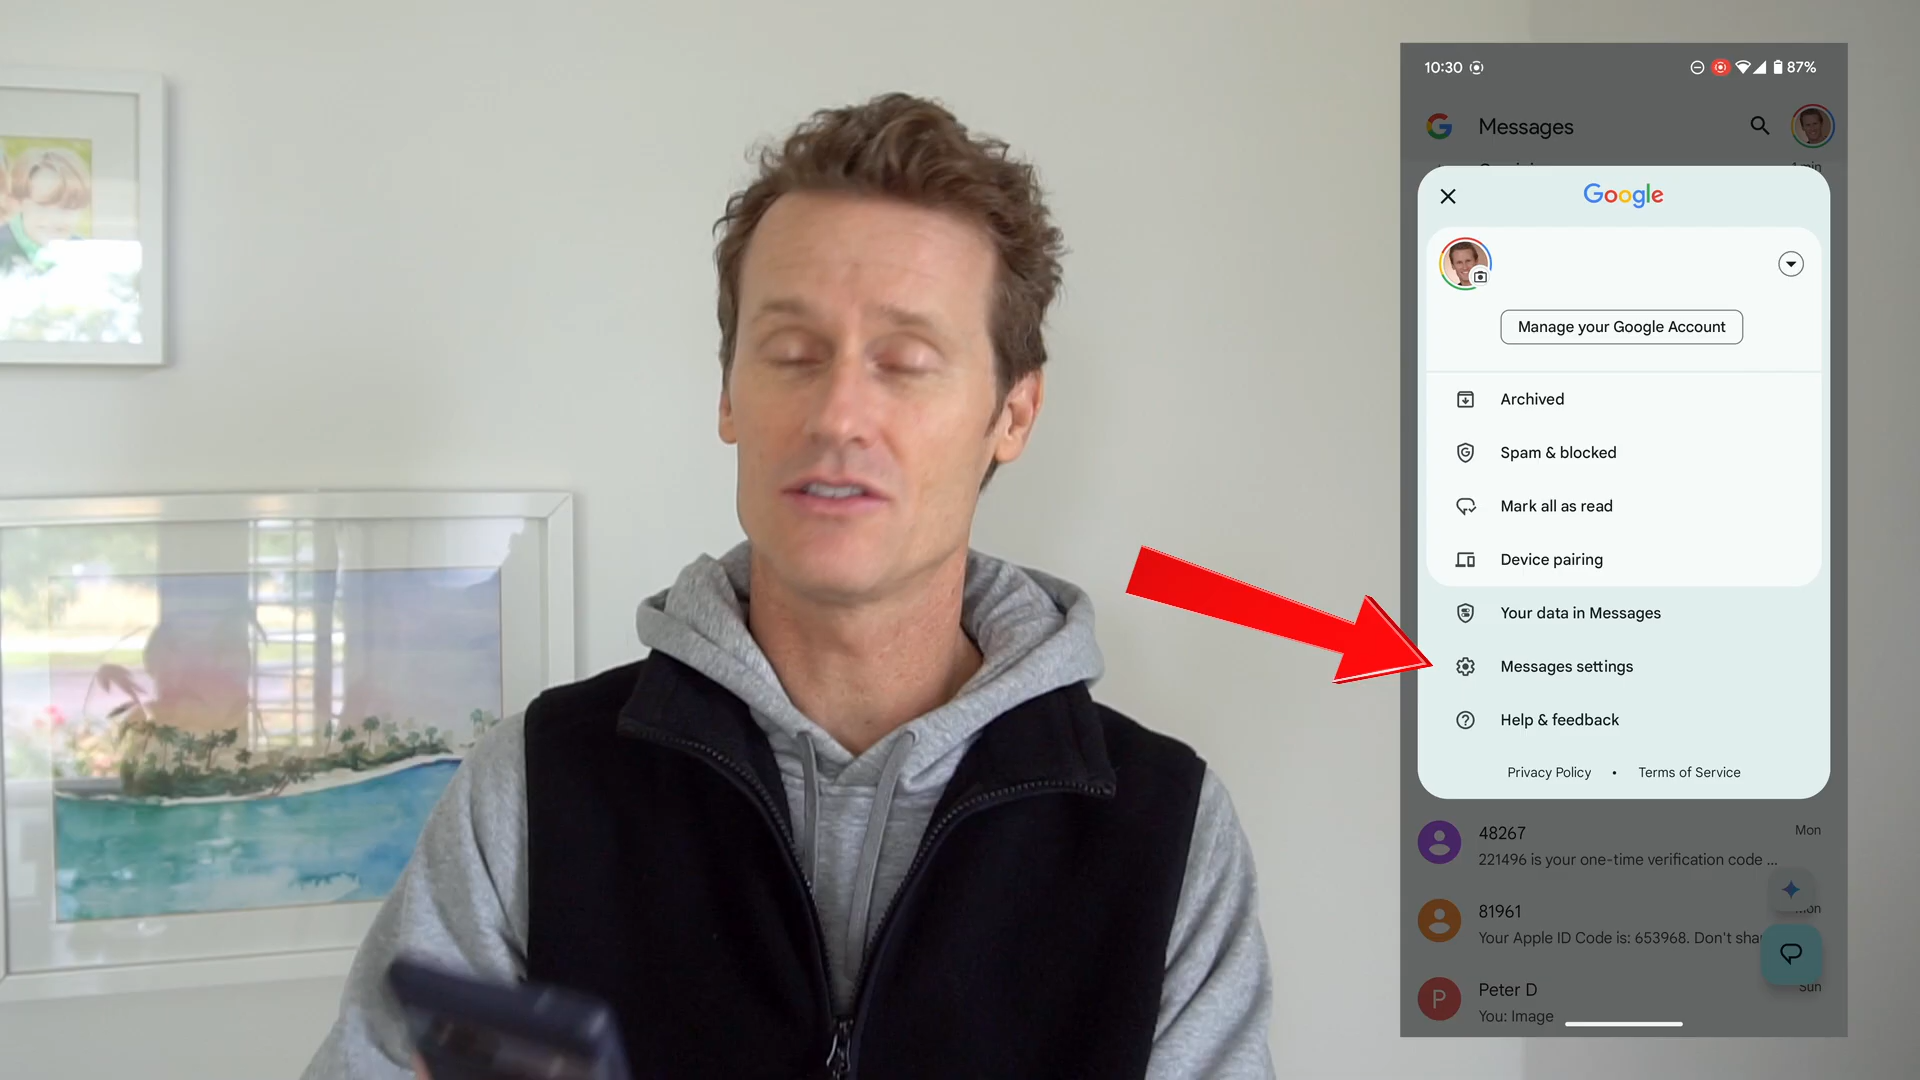 10:30
87%
Messages
Google
Manage your Google Account
Archived
Spam & blocked
Mark all as read
Device pairing
Your data in Messages
Messages settings
Help & feedback
Privacy Policy • Terms of Service
48267
Mon
221496 is your one-time verification code ...
81961
Your Apple ID Code is: 653968. Don't sha
P
Peter D
Sun
You: Image